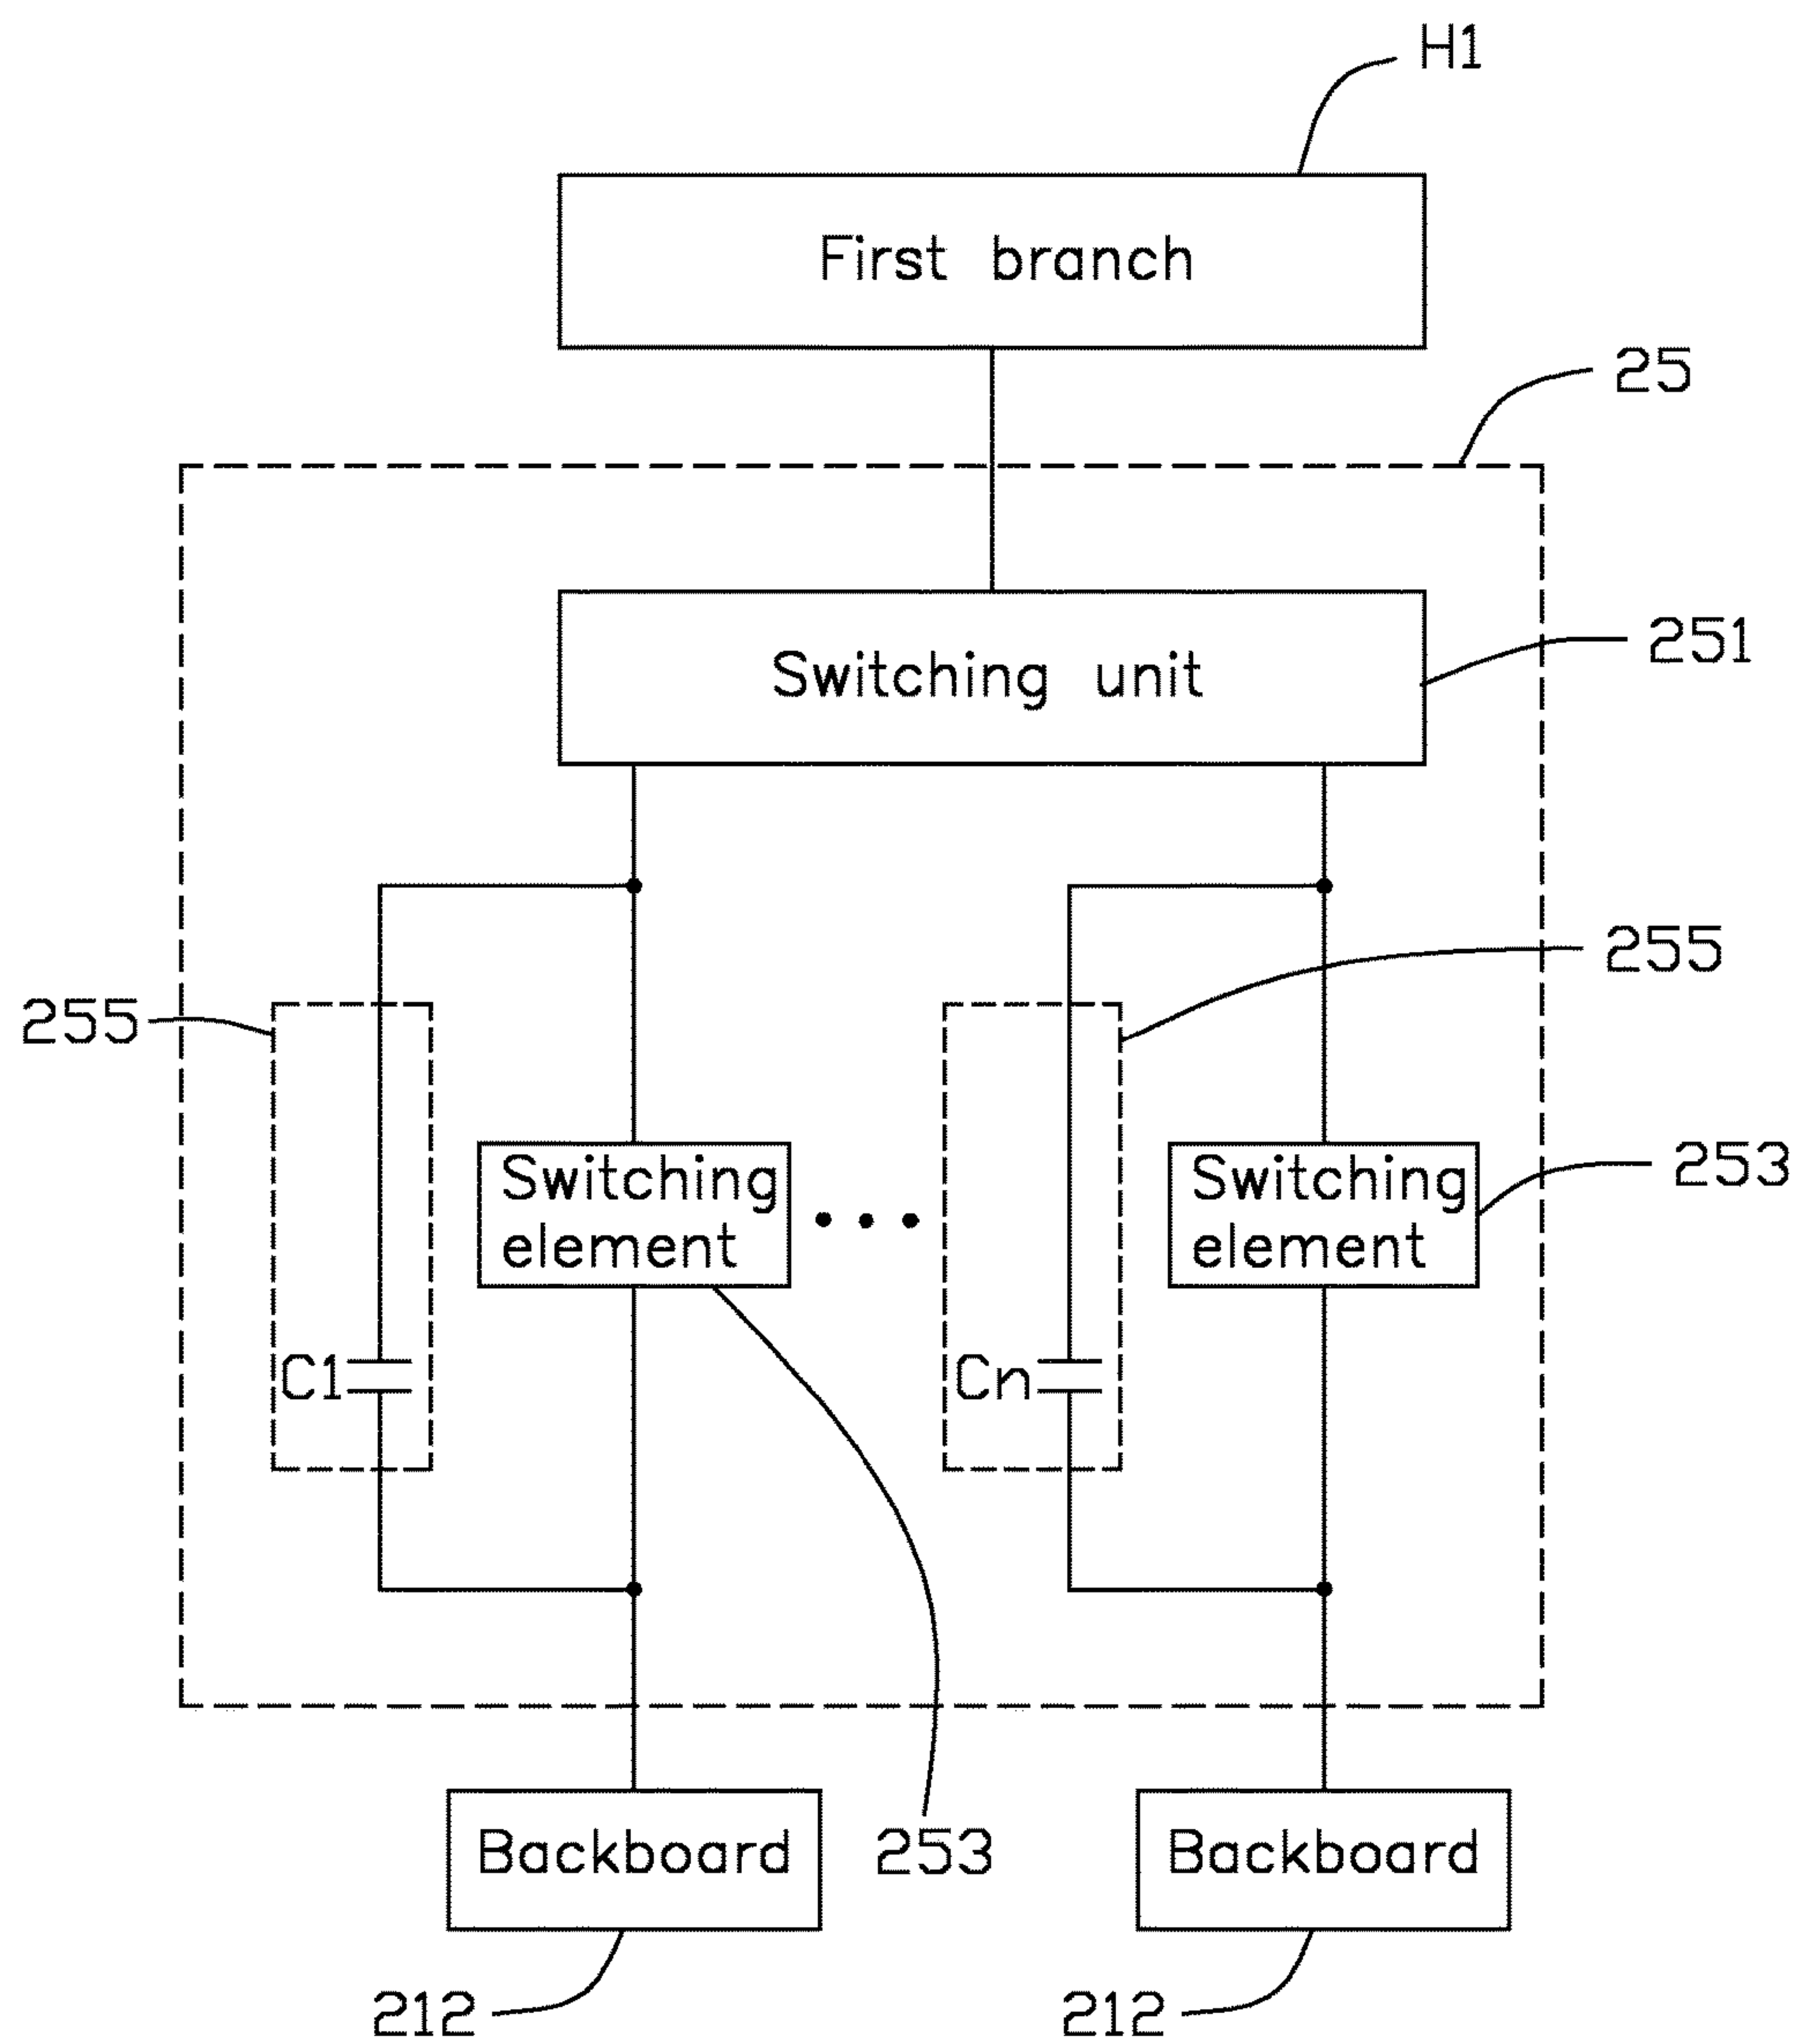 H1
First branch
25
Switching unit
251
255
255
Switching
element
Switching
element
253
C1
Cn
Backboard
253
Backboard
212
212